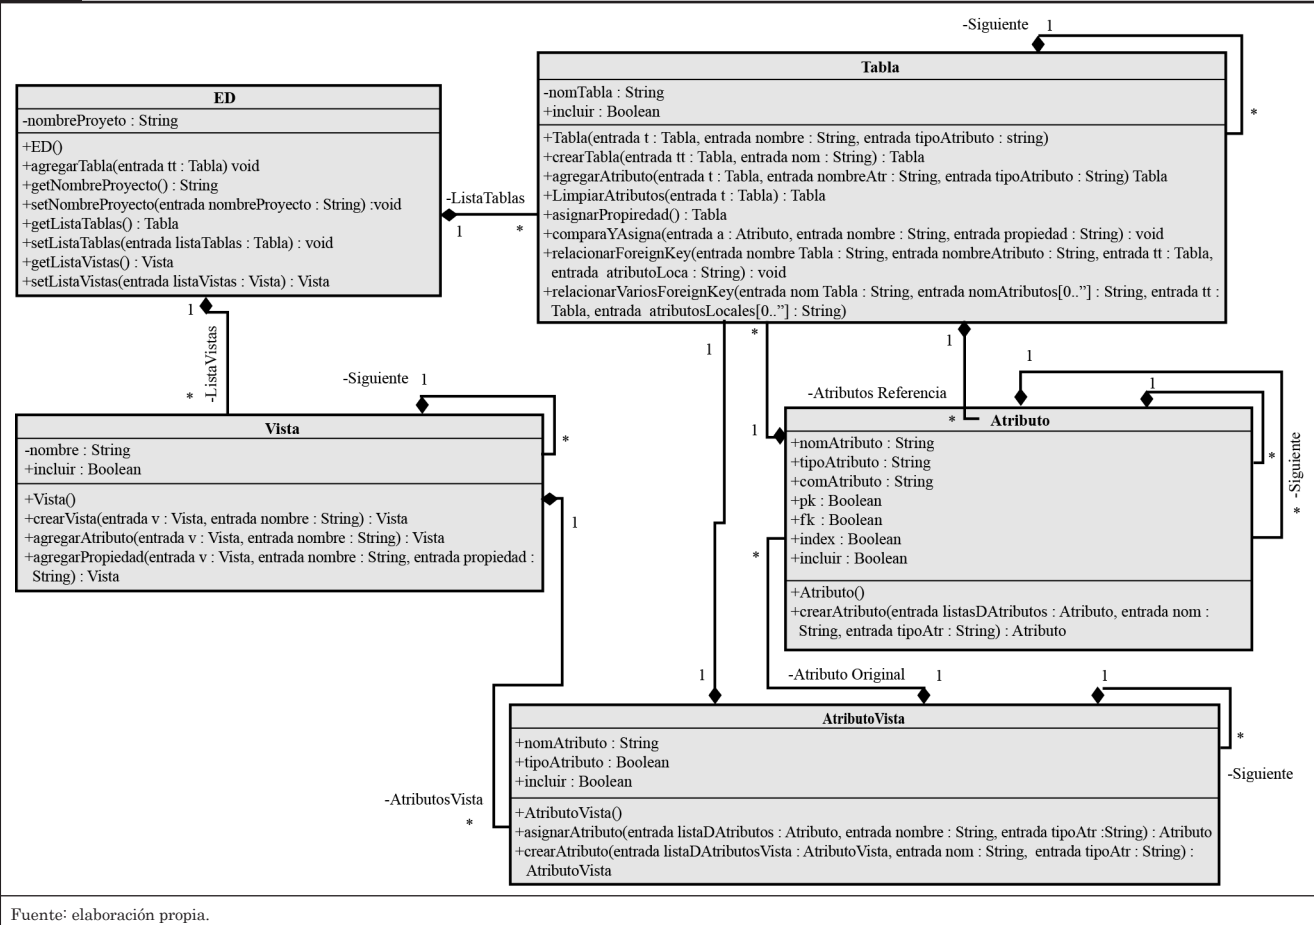 -Siguiente 1
*
Tabla
-nomTabla : String
+incluir : Boolean
+Tabla(entrada t : Tabla, entrada nombre : String, entrada tipoAtributo : string)
+crearTabla(entrada tt : Tabla, entrada nom : String) : Tabla
+agregarAtributo(entrada t : Tabla, entrada nombreAtr : String, entrada tipoAtributo : String) Tabla
+LimpiarAtributos(entrada t : Tabla) : Tabla
+asignarPropiredad() : Tabla
+comparaYAsigna(entrada a : Atributo, entrada nombre : String, entrada propiedad : String) : void
+relacionarForeignKey(entrada nombre Tabla : String, entrada nombreAtributo : String, entrada tt : Tabla,
entrada atributoLoca : String) : void
+relacionarVariosForeignKey(entrada nom Tabla : String, entrada nomAtributos[0..”] : String, entrada tt :
Tabla, entrada atributosLocales[0..”] : String)
ED
-nombreProyeto : String
+ED()
+agregarTabla(entrada tt : Tabla) void
+getNombreProyecto() : String
+setNombreProyecto(entrada nombreProyecto : String) :void
+getListaTablas() : Tabla
+setListaTablas(entrada listaTablas : Tabla) : void
+getListaVistas() : Vista
+setListaVistas(entrada listaVistas : Vista) : Vista
-ListaTablas
1 *
1
-ListaVistas
*
-Siguiente 1
*
Vista
-nombre : String
+incluir : Boolean
+Vista()
+crearVista(entrada v : Vista, entrada nombre : String) : Vista
+agregarAtributo(entrada v : Vista, entrada nombre : String) : Vista
+agregarPropiedad(entrada v : Vista, entrada nombre : String, entrada propiedad :
String) : Vista
1
1
*
1
-Atributos Referencia
1
*
1
1
*
-Siguiente
*
Atributo
+nomAtributo : String
+tipoAtributo : String
+comAtributo : String
+pk : Boolean
+fk : Boolean
+index : Boolean
+incluir : Boolean
+Atributo()
+crearAtributo(entrada listasDAtributos : Atributo, entrada nom :
String, entrada tipoAtr : String) : Atributo
*
1
-Atributo Original 1
1
*
-Siguiente
-AtributosVista
*
AtributoVista
+nomAtributo : String
+tipoAtributo : Boolean
+incluir : Boolean
+AtributoVista()
+asignarAtributo(entrada listaDAtributos : Atributo, entrada nombre : String, entrada tipoAtr :String) : Atributo
+crearAtributo(entrada listaDAtributosVista : AtributoVista, entrada nom : String, entrada tipoAtr : String) :
AtributoVista
Fuente: elaboración propia.